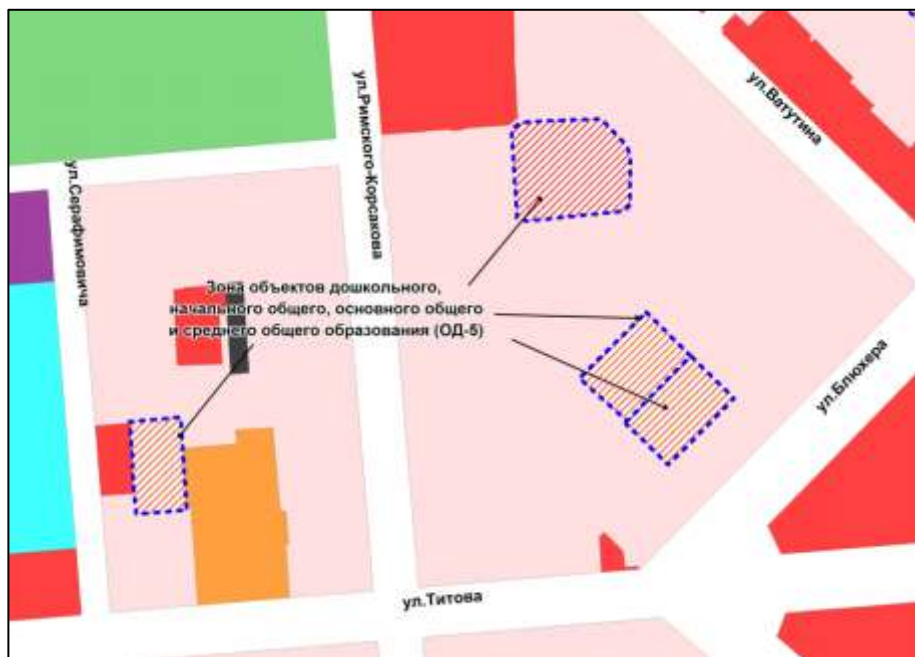 ул.Римского-Корсакова
ул.Ватутина
ул.Серафимовича
Зона объектов дошкольного,
начального общего, основного общего
и среднего общего образования (ОД-5)
ул.Блюхера
ул.Титова